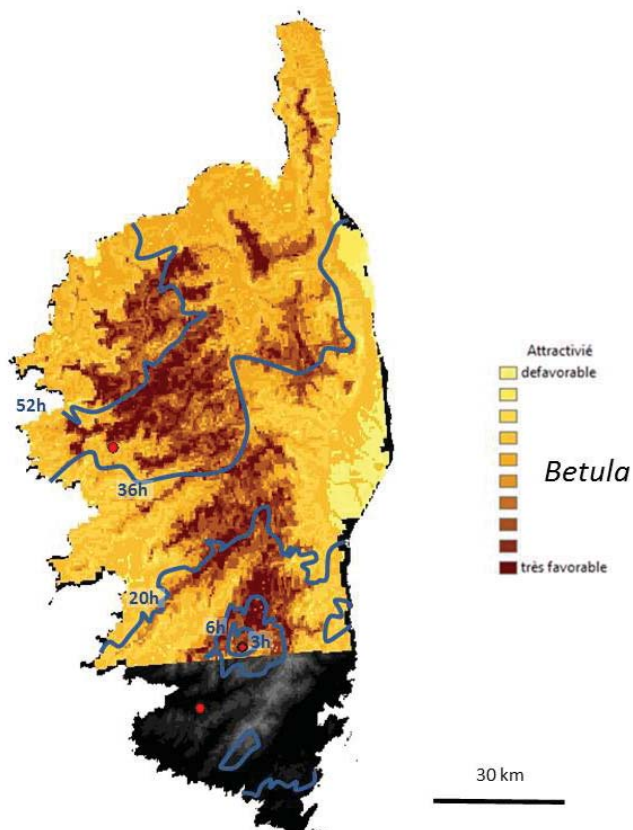 52h
36h
20h
6h
3h
Attractivié
defavorable
très favorable
Betula
30 km